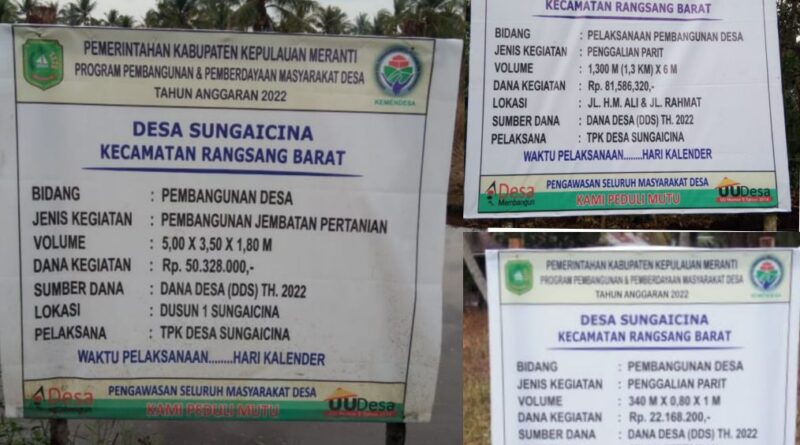 PEMERINTAHAN KABUPATEN KEPULAUAN MERANTI
PROGRAM PEMBANGUNAN & PEMBERDAYAAN MASYARAKAT DESA
TAHUN ANGGARAN 2022
KEMENDESA
DESA SUNGAICINA
KECAMATAN RANGSANG BARAT
BIDANG : PEMBANGUNAN DESA
JENIS KEGIATAN : PEMBANGUNAN JEMBATAN PERTANIAN
VOLUME : 5,00 X 3,50 X 1,80 M
DANA KEGIATAN : Rp. 50.328.000,-
SUMBER DANA : DANA DESA (DDS) TH. 2022
LOKASI : DUSUN 1 SUNGAICINA
PELAKSANA : TPK DESA SUNGAICINA
WAKTU PELAKSANAAN........HARI KALENDER
Desa
Membangun
PENGAWASAN SELURUH MASYARAKAT DESA
KAMI PEDULI MUTU
UUDesa
KECAMATAN RANGSANG BARAT
BIDANG : PELAKSANAAN PEMBANGUNAN DESA
JENIS KEGIATAN : PENGGALIAN PARIT
VOLUME : 1,300 M (1,3 KM) X 6 M
DANA KEGIATAN : Rp. 81,586,320,-
LOKASI : JL. H.M. ALI & JL. RAHMAT
SUMBER DANA : DANA DESA (DDS) TH. 2022
PELAKSANA : TPK DESA SUNGAICINA
WAKTU PELAKSANAAN........HARI KALENDER
Desa
Membangun
PENGAWASAN SELURUH MASYARAKAT DESA
KAMI PEDULI MUTU
UUDesa
PEMERINTAHAN KABUPATEN KEPULAUAN MERANTI
PROGRAM PEMBANGUNAN & PEMBERDAYAAN MASYARAKAT DESA
TAHUN ANGGARAN 2022
KEMENDESA
DESA SUNGAICINA
KECAMATAN RANGSANG BARAT
BIDANG : PEMBANGUNAN DESA
JENIS KEGIATAN : PENGGALIAN PARIT
VOLUME : 340 M X 0,80 X 1 M
DANA KEGIATAN : Rp. 22.168.200,-
SUMBER DANA : DANA DESA (DDS) TH. 2022